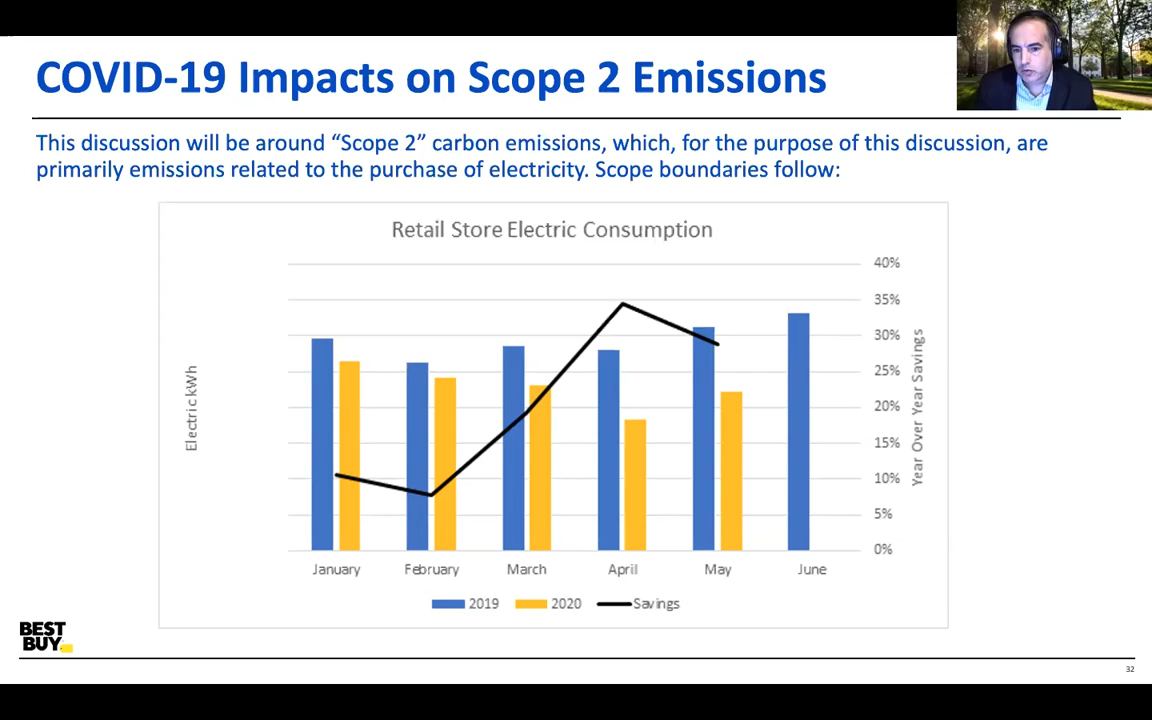 COVID-19 Impacts on Scope 2 Emissions
This discussion will be around “Scope 2” carbon emissions, which, for the purpose of this discussion, are
primarily emissions related to the purchase of electricity. Scope boundaries follow:
Retail Store Electric Consumption
40%
35%
30%
25%
20%
15%
10%
5%
0%
Electric kWh
Year Over Year Savings
January February March April May June
2019 2020 Savings
BEST
BUY
32